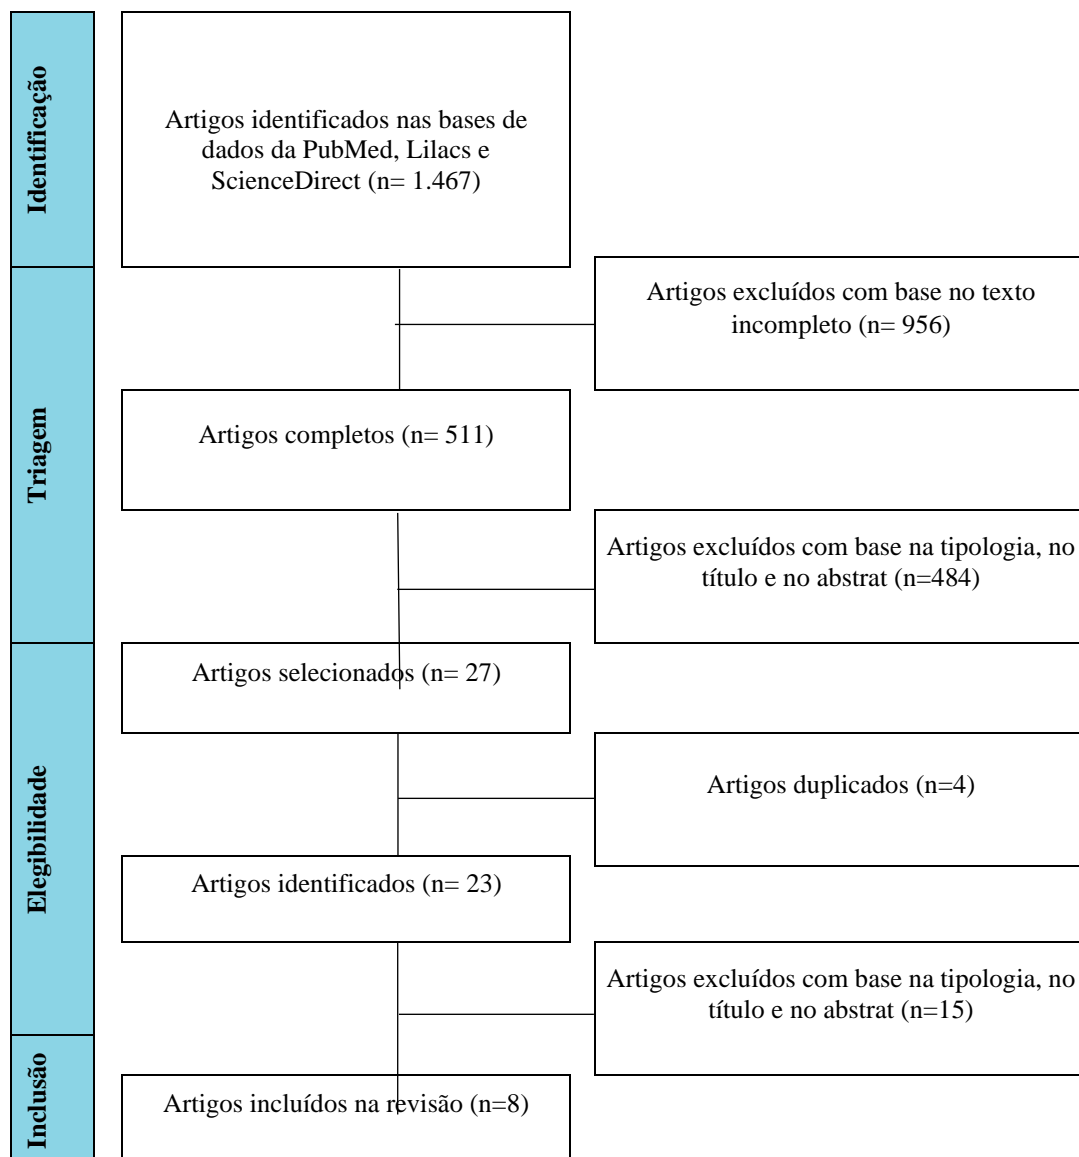 Identificação
Artigos identificados nas bases de
dados da PubMed, Lilacs e
ScienceDirect (n= 1.467)
Triagem
Artigos excluídos com base no texto
incompleto (n= 956)
Artigos completos (n= 511)
Artigos excluídos com base na tipologia, no
título e no abstrat (n=484)
Elegibilidade
Artigos selecionados (n= 27)
Artigos duplicados (n=4)
Artigos identificados (n= 23)
Artigos excluídos com base na tipologia, no
título e no abstrat (n=15)
Inclusão
Artigos incluídos na revisão (n=8)